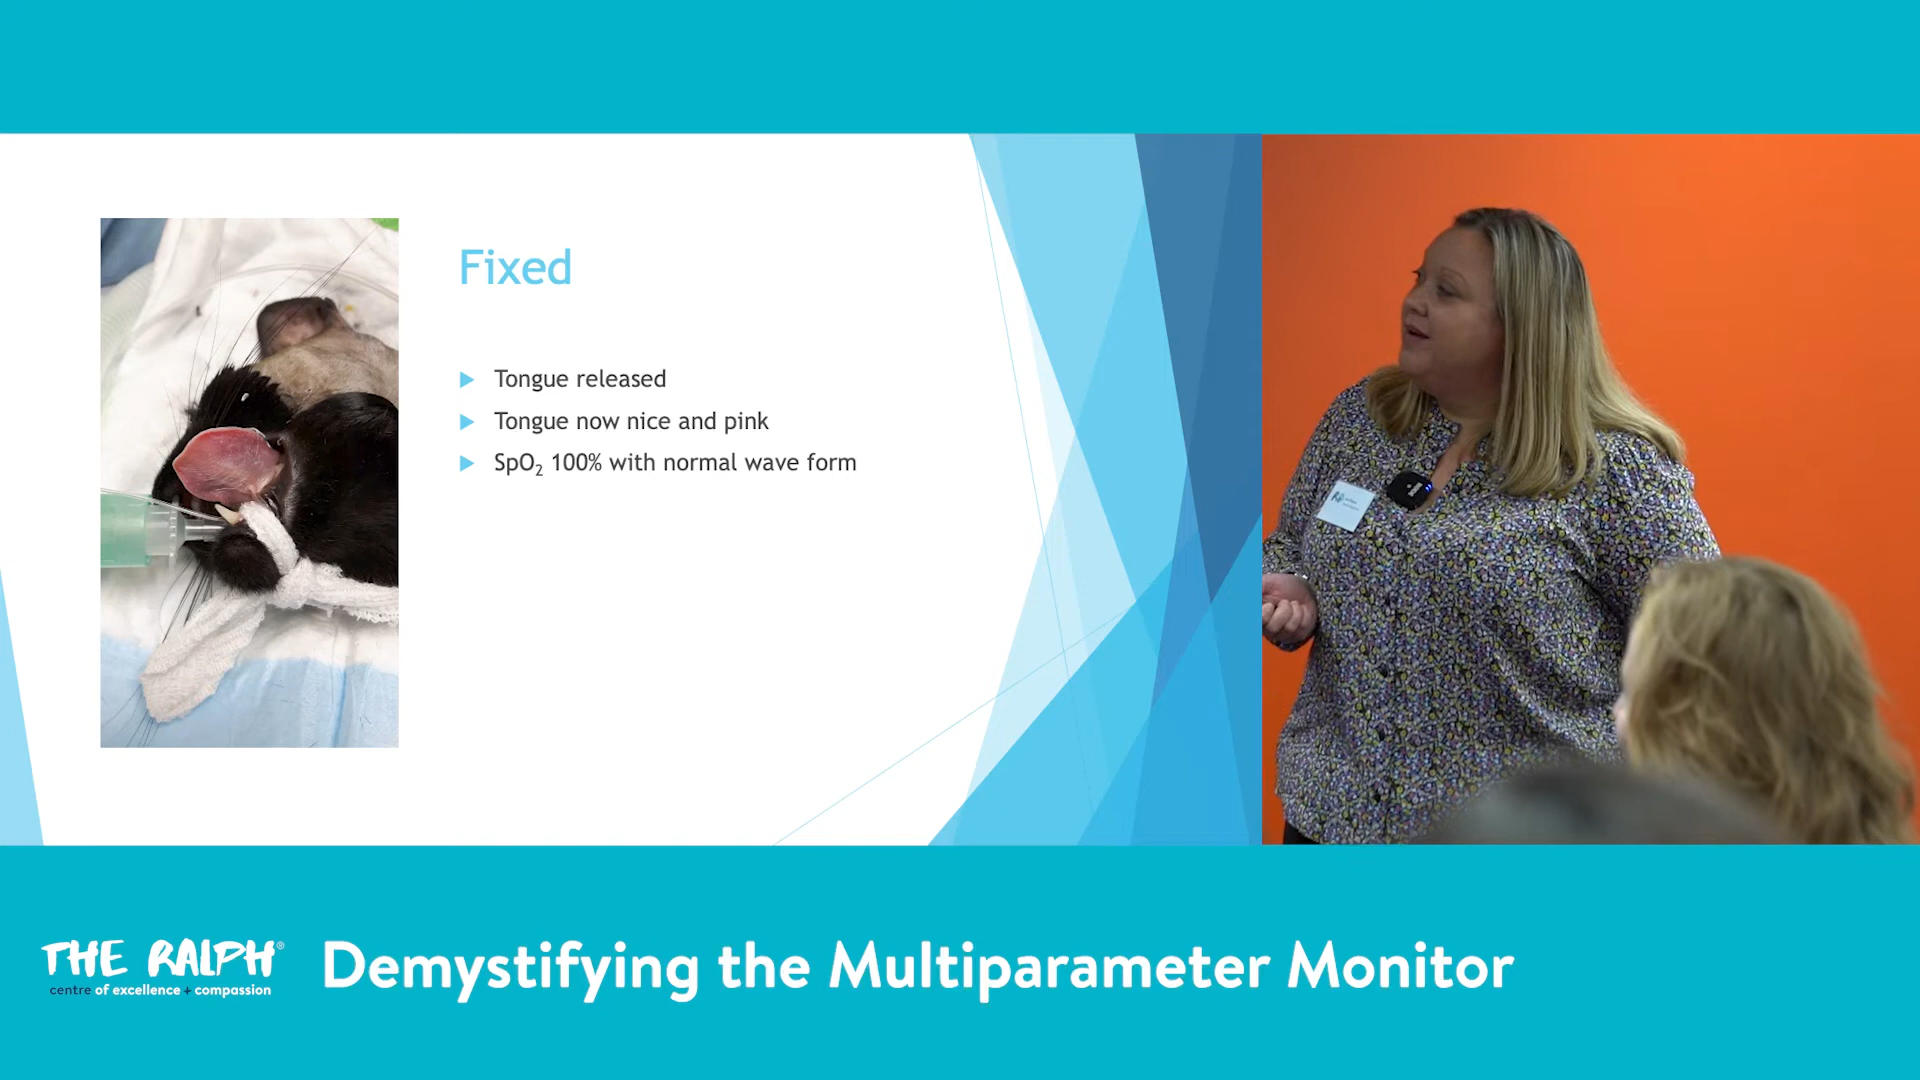 Fixed
Tongue released
Tongue now nice and pink
SpO₂ 100% with normal wave form
THE RALPH®
centre of excellence + compassion
Demystifying the Multiparameter Monitor